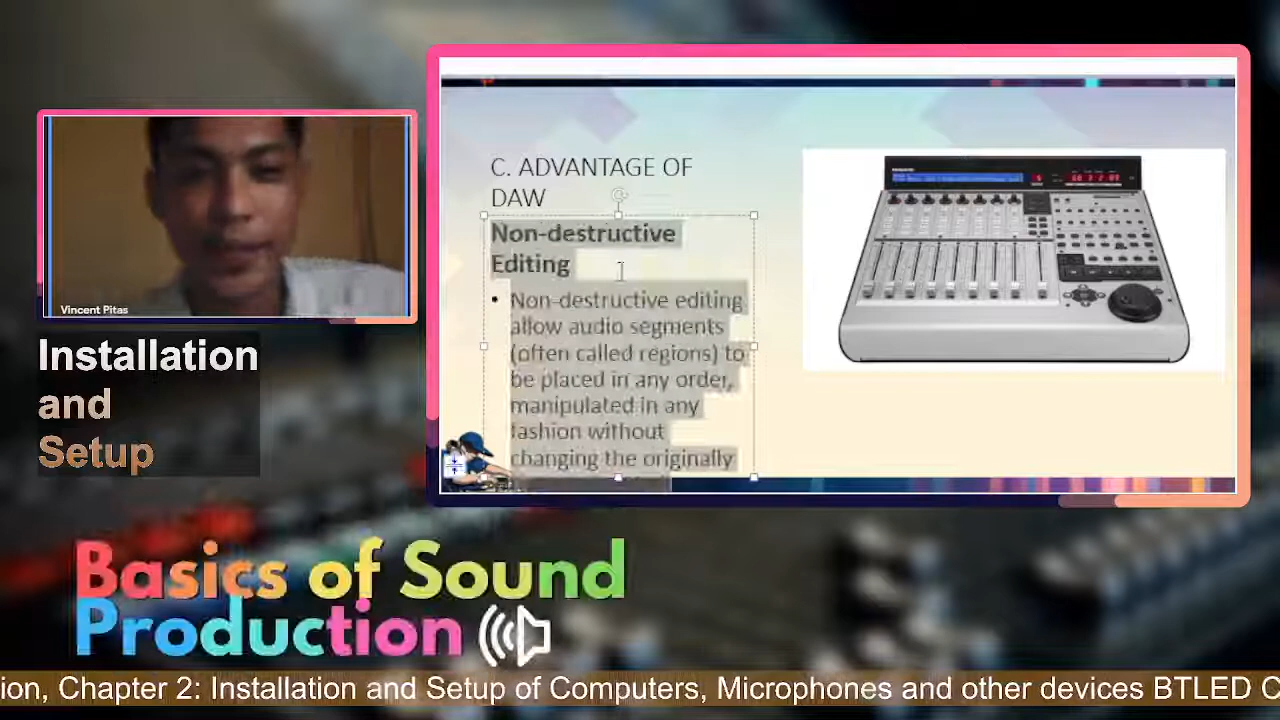 C. ADVANTAGE OF
DAW
Non-destructive
Editing
• Non-destructive editing
allow audio segments
(often called regions) to
be placed in any order,
manipulated in any
fashion without
changing the originally
Vincent Pitas
Installation
and
Setup
Basics of Sound
Production
ion, Chapter 2: Installation and Setup of Computers, Microphones and other devices BTLED C